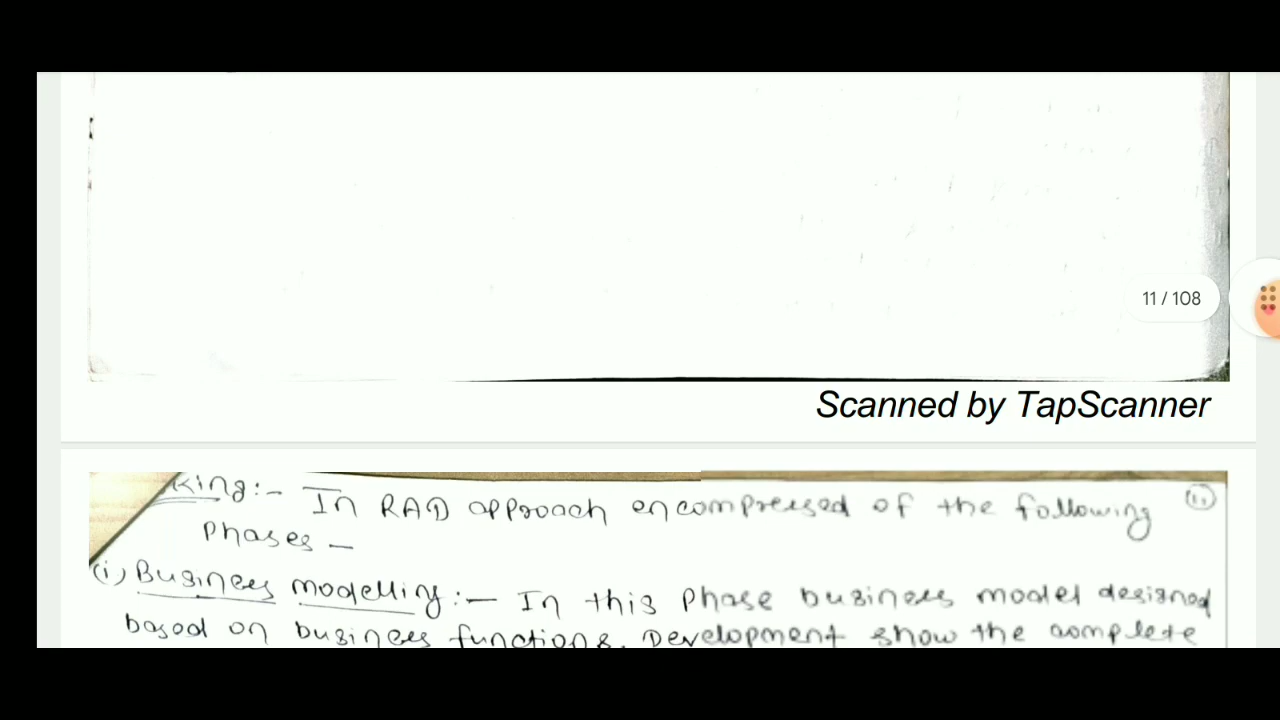 11 / 108
Scanned by TapScanner
king:- In RAD approach encompressed of the following (11)
Phases -
(i) Business modelling:- In this Phase business model designed
based on business functions. Development show the complete